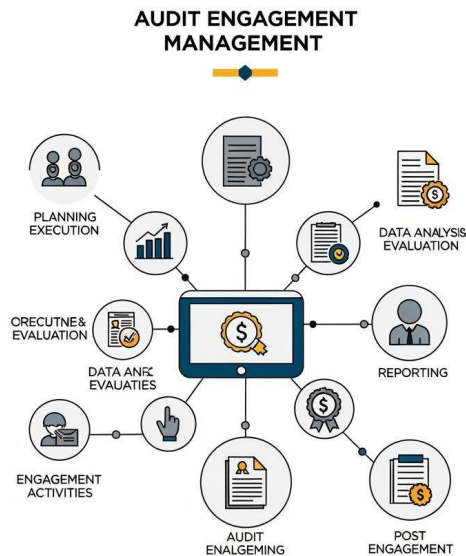 AUDIT ENGAGEMENT
MANAGEMENT
PLANNING
EXECUTION
DATA ANALYSIS
EVALUATION
ORECUTNE&
EVALUATION
DATA ANIC
EVAUATIES
REPORTING
ENGAGEMENT
ACTIVITIES
AUDIT
ENALGEMING
POST
ENGAGEMENT